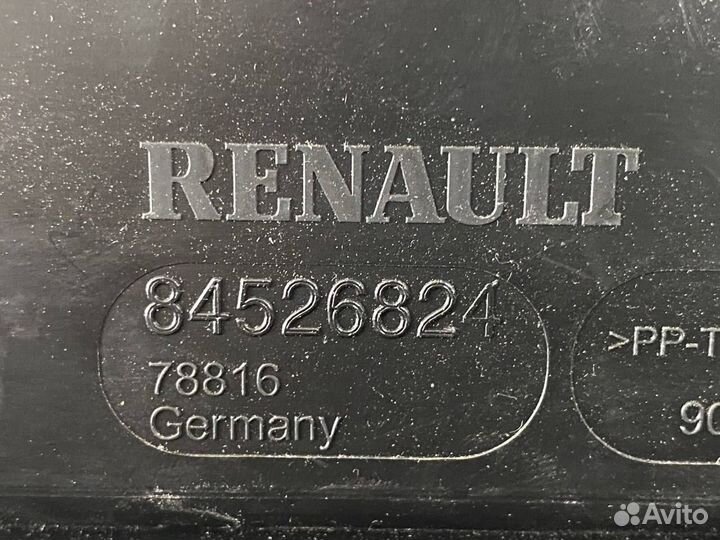 RENAULT
84526824
78816
Germany
>PP-T
90
Avito